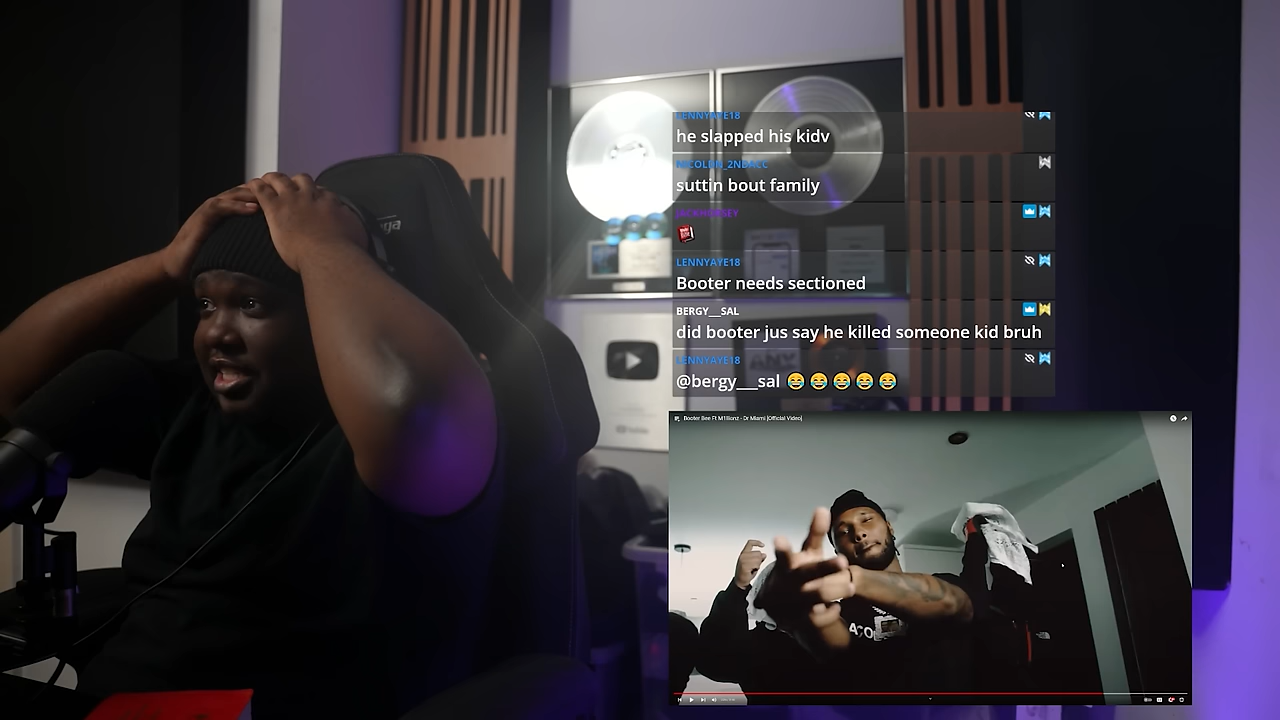 LENNYAYE18
he slapped his kidv
suttin bout family
LENNYAYE18
Booter needs sectioned
BERGY__SAL
did booter jus say he killed someone kid bruh
LENNYAYE18
@bergy__sal 😂 😂 😂 😂 😂
Booter Bee Ft M1llionz - Dr Miami [Official Video]